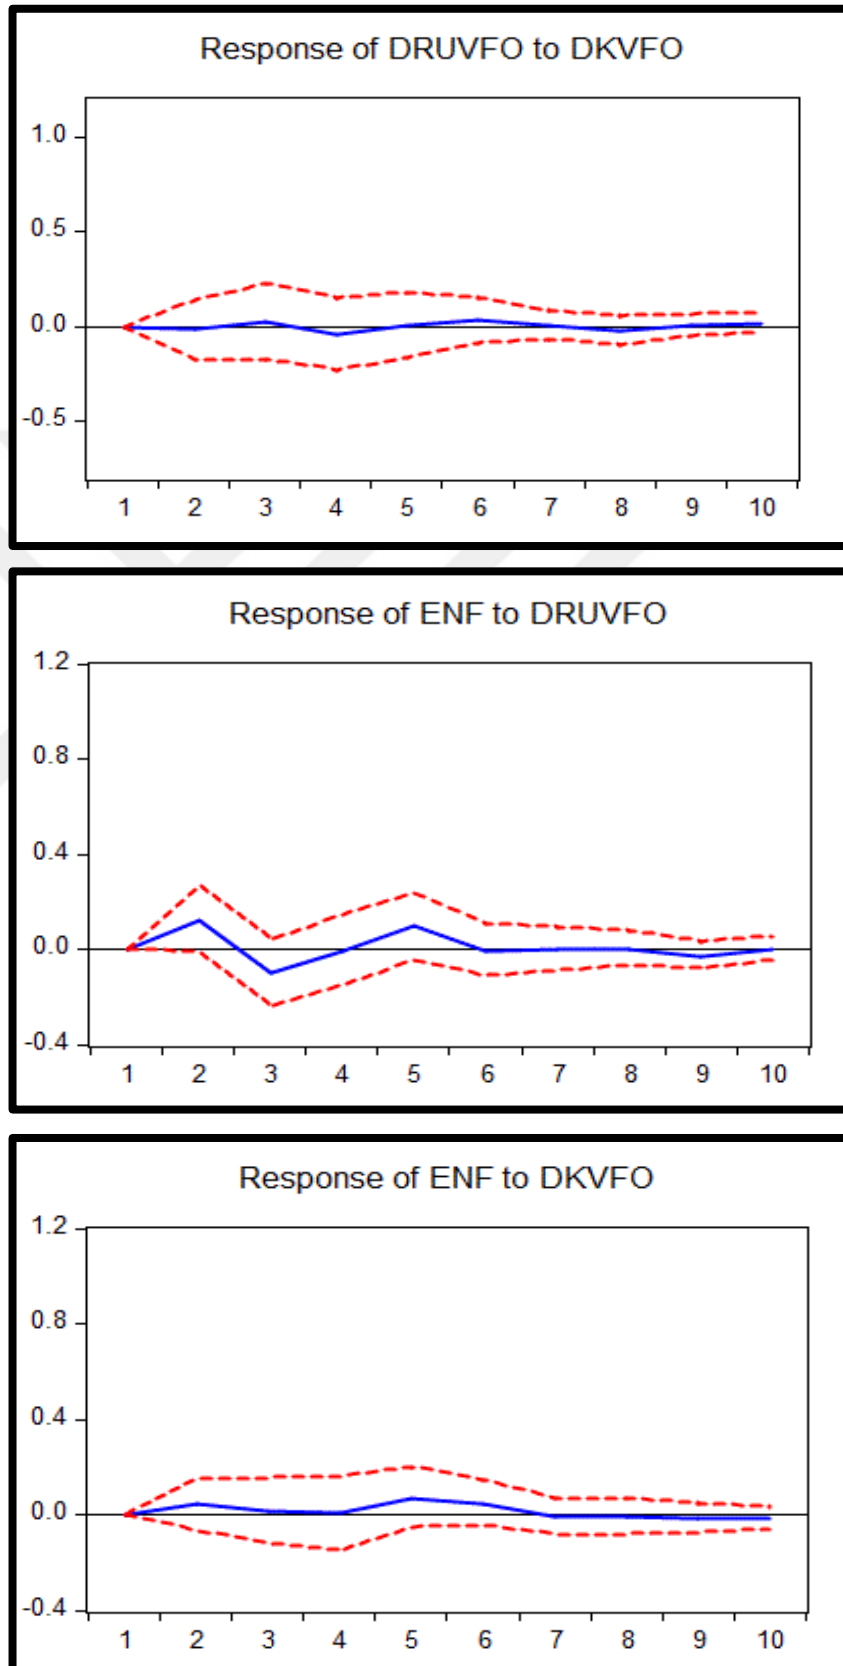 Response of DRUVFO to DKVFO
1.0
0.5
0.0
-0.5
1 2 3 4 5 6 7 8 9 10
Response of ENF to DRUVFO
1.2
0.8
0.4
0.0
-0.4
1 2 3 4 5 6 7 8 9 10
Response of ENF to DKVFO
1.2
0.8
0.4
0.0
-0.4
1 2 3 4 5 6 7 8 9 10